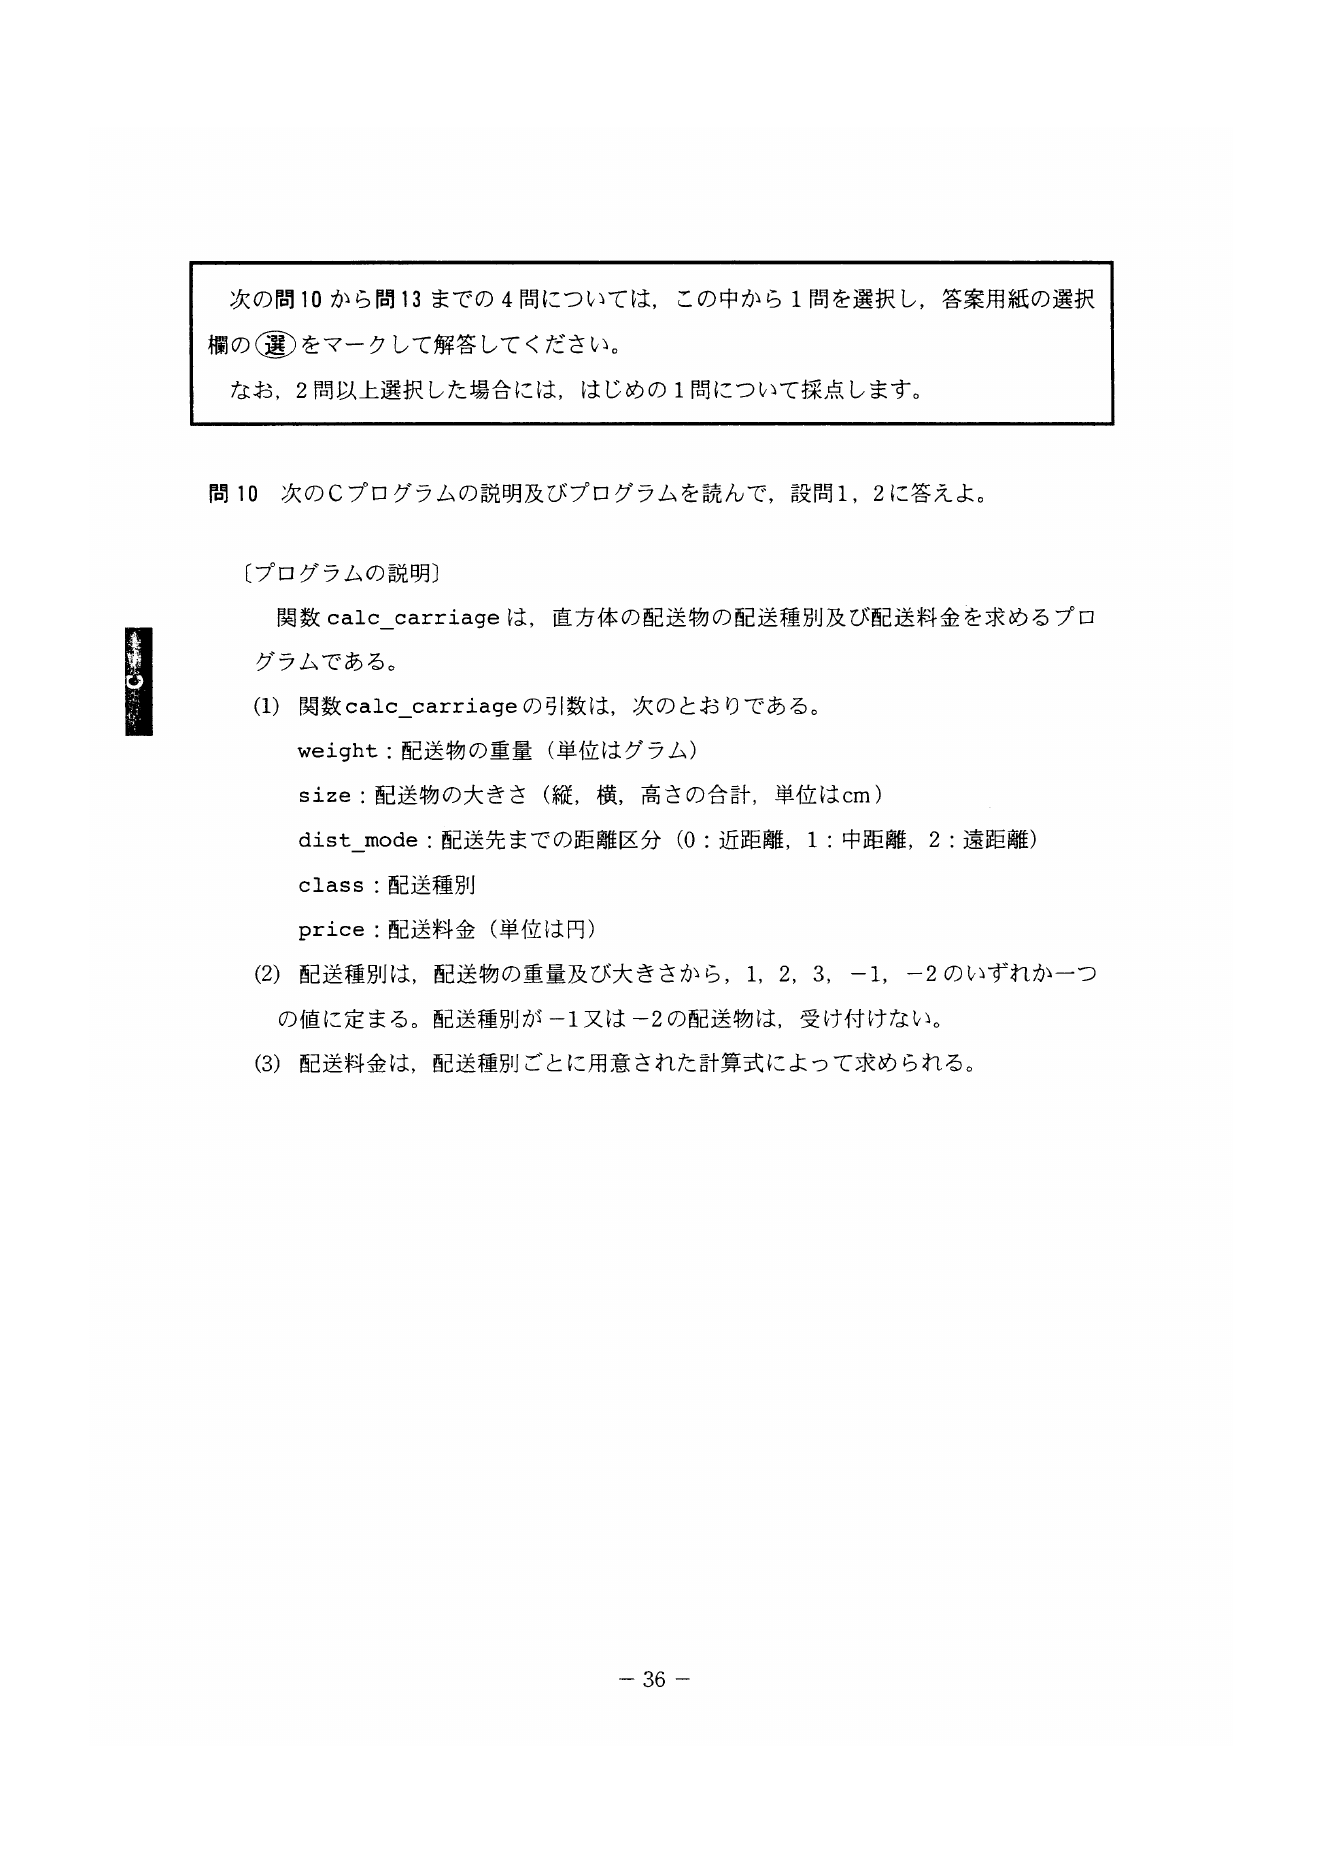 次の問10から問13までの4問については，この中から1問を選択し，答案用紙の選択
欄の選をマークして解答してください。
なお，2問以上選択した場合には，はじめの1問について採点します。
問10　次のCプログラムの説明及びプログラムを読んで，設問1，2に答えよ。
〔プログラムの説明〕
関数calc_carriageは，直方体の配送物の配送種別及び配送料金を求めるプロ
グラムである。
C
(1)　関数calc_carriageの引数は，次のとおりである。
weight：配送物の重量（単位はグラム）
size：配送物の大きさ（縦，横，高さの合計，単位はcm）
dist_mode：配送先までの距離区分（0：近距離，1：中距離，2：遠距離）
class：配送種別
price：配送料金（単位は円）
(2)　配送種別は，配送物の重量及び大きさから，1，2，3，－1，－2のいずれか一つ
の値に定まる。配送種別が－1又は－2の配送物は，受け付けない。
(3)　配送料金は，配送種別ごとに用意された計算式によって求められる。
－ 36 －